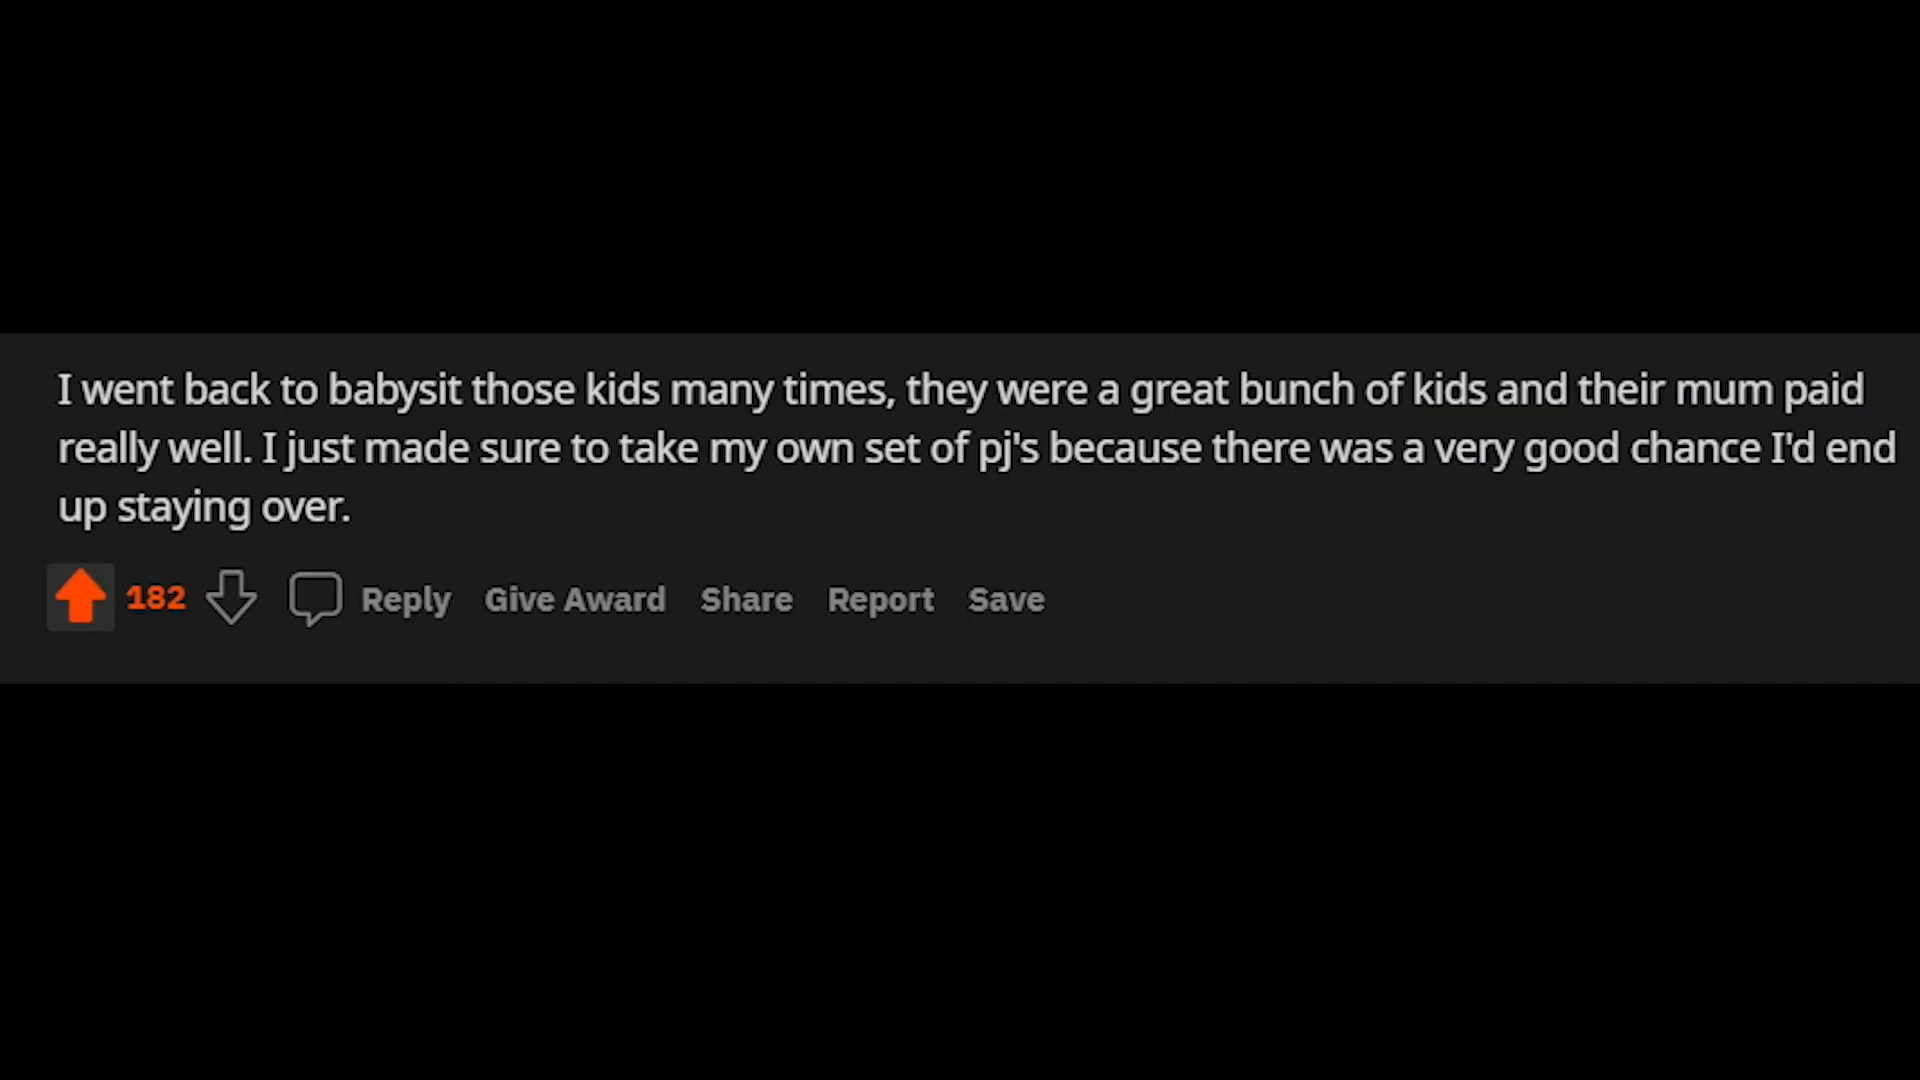 I went back to babysit those kids many times, they were a great bunch of kids and their mum paid
really well. I just made sure to take my own set of pj's because there was a very good chance I'd end
up staying over.
182 Reply Give Award Share Report Save